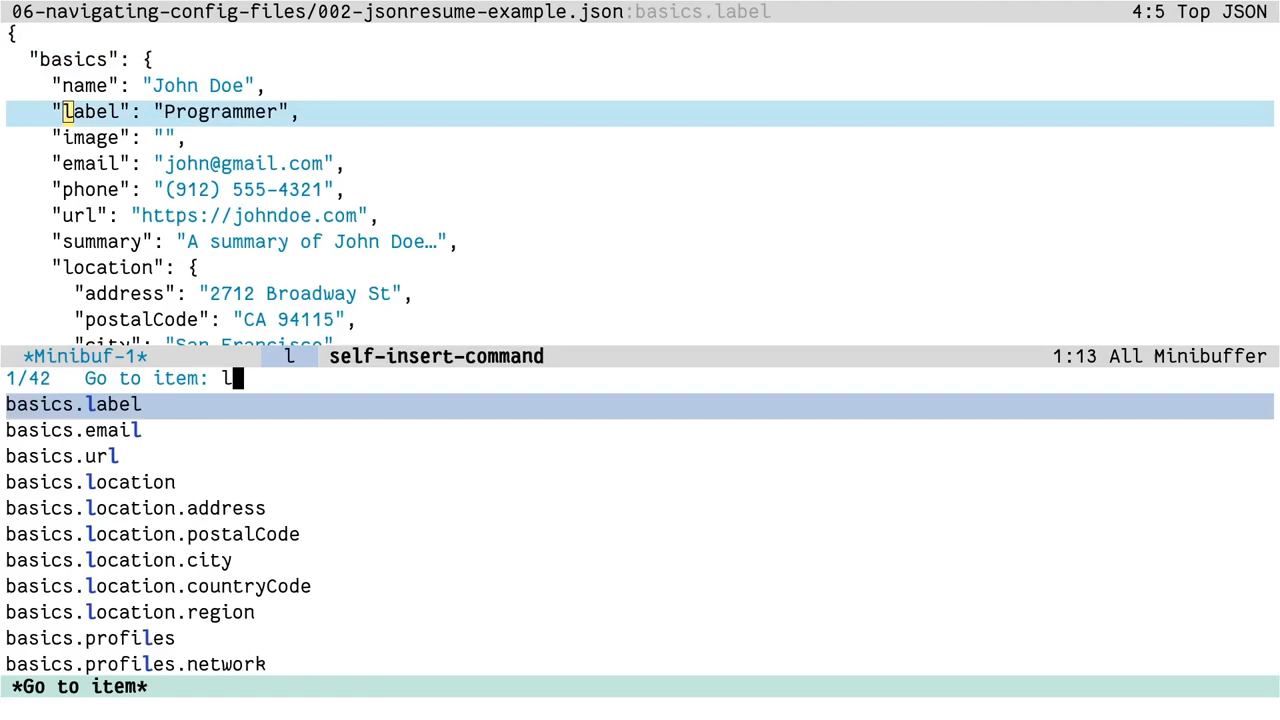 06-navigating-config-files/002-jsonresume-example.json:basics.label 4:5 Top JSON
{
  "basics": {
    "name": "John Doe",
    "label": "Programmer",
    "image": "",
    "email": "john@gmail.com",
    "phone": "(912) 555-4321",
    "url": "https://johndoe.com",
    "summary": "A summary of John Doe…",
    "location": {
      "address": "2712 Broadway St",
      "postalCode": "CA 94115",
      "city": "San Francisco"
*Minibuf-1* l self-insert-command 1:13 All Minibuffer
1/42 Go to item: l
basics.label
basics.email
basics.url
basics.location
basics.location.address
basics.location.postalCode
basics.location.city
basics.location.countryCode
basics.location.region
basics.profiles
basics.profiles.network
*Go to item*